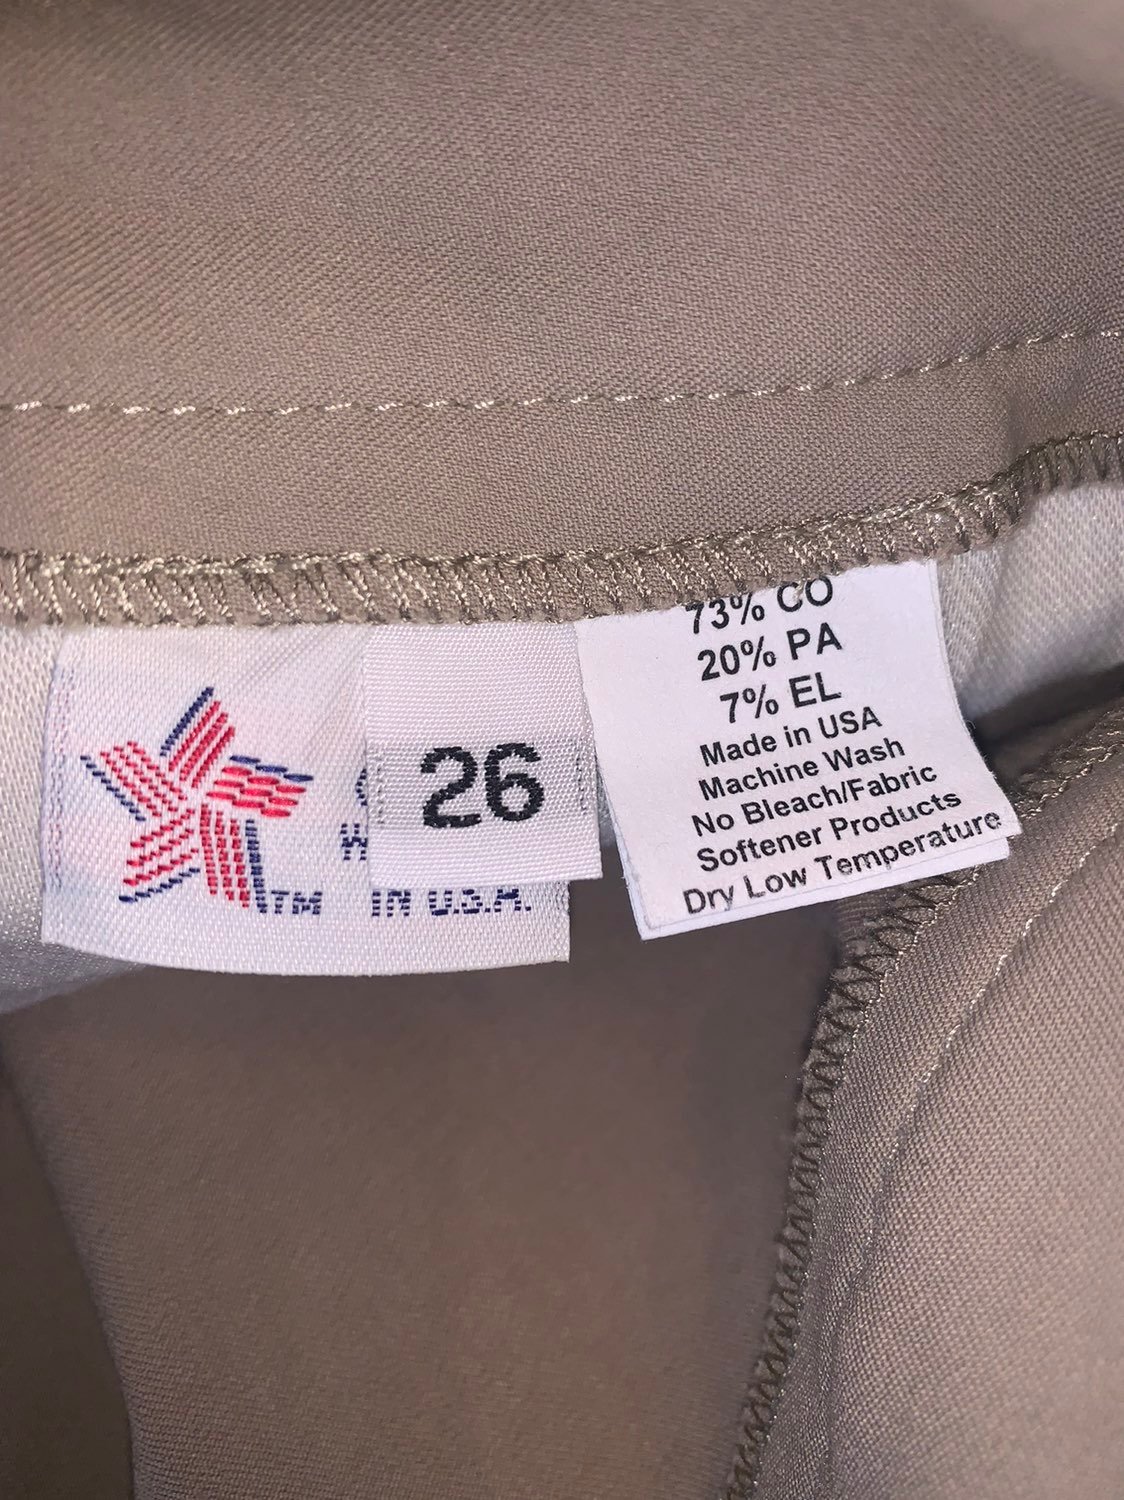 TM
IN U.S.A.
26
73% CO
20% PA
7% EL
Made in USA
Machine Wash
No Bleach/Fabric
Softener Products
Dry Low Temperature